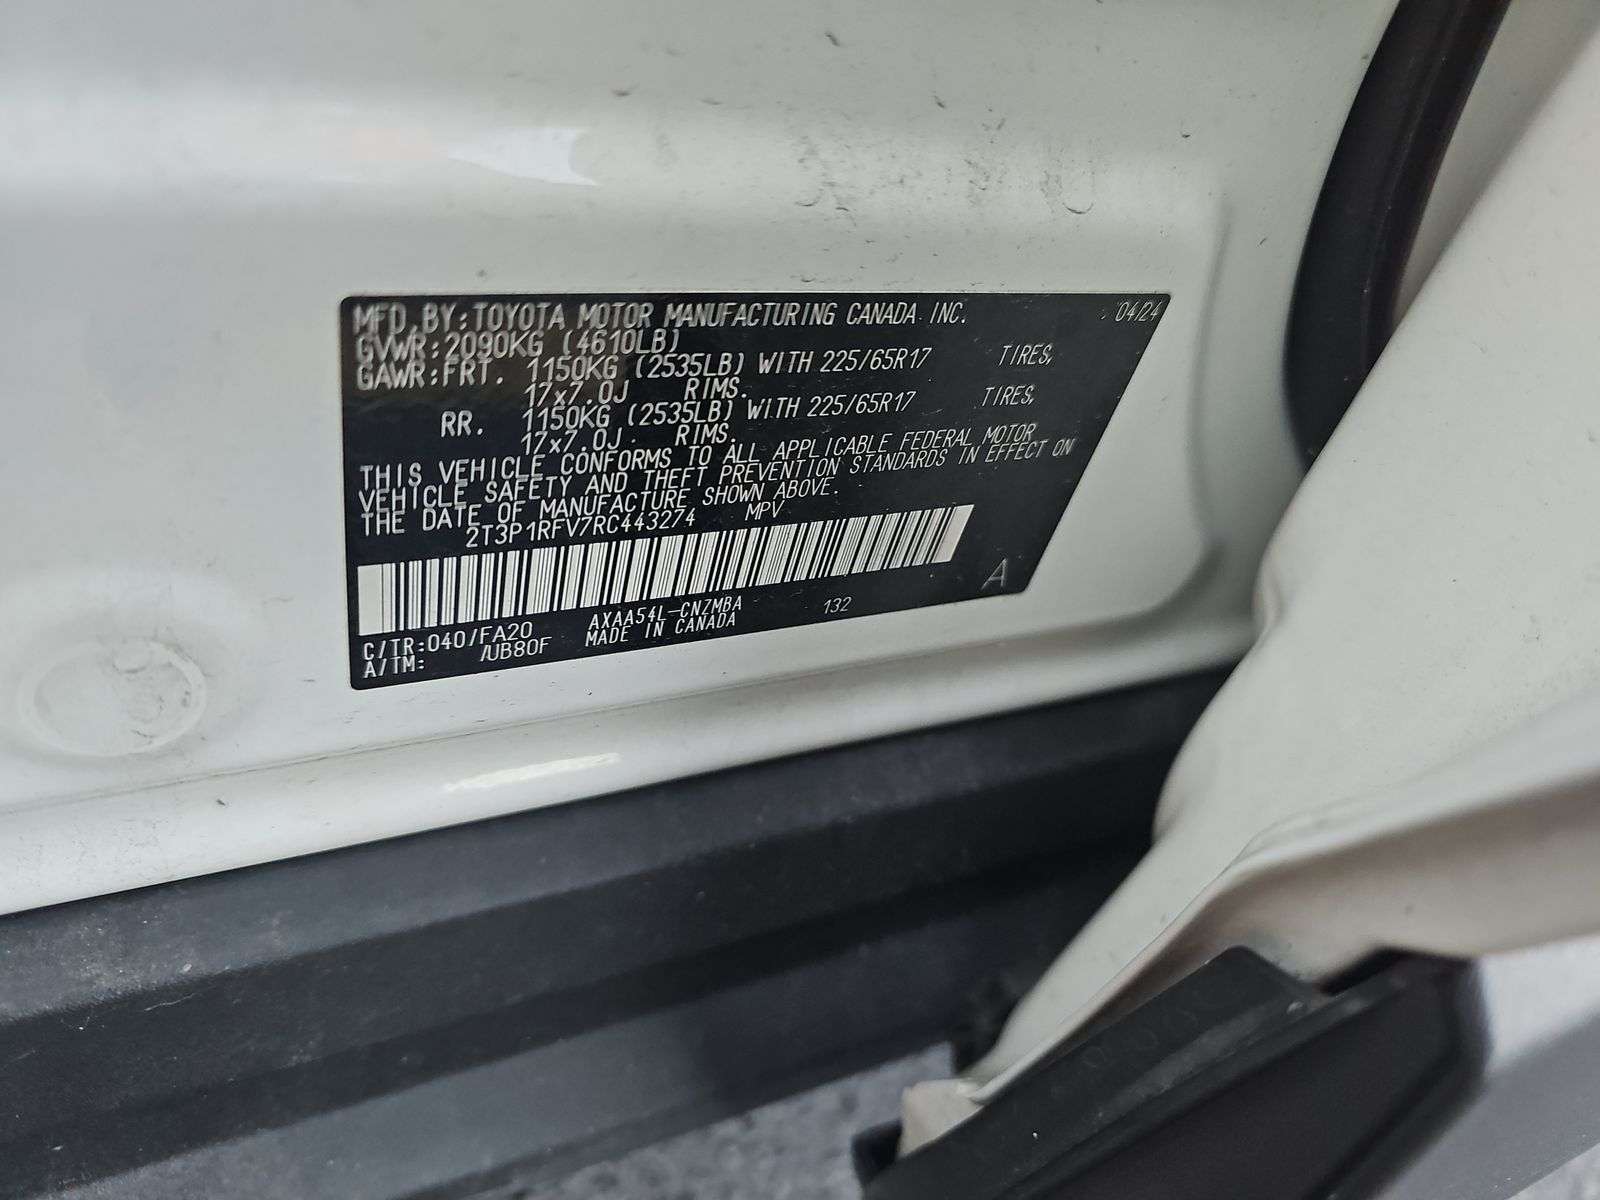 MFD.BY:TOYOTA MOTOR MANUFACTURING CANADA INC. 04/24
GVWR:2090KG (4610LB)
GAWR:FRT. 1150KG (2535LB) WITH 225/65R17 TIRES,
17x7.0J RIMS.
RR. 1150KG (2535LB) WITH 225/65R17 TIRES,
17x7.0J RIMS.
THIS VEHICLE CONFORMS TO ALL APPLICABLE FEDERAL MOTOR
VEHICLE SAFETY AND THEFT PREVENTION STANDARDS IN EFFECT ON
THE DATE OF MANUFACTURE SHOWN ABOVE.
2T3P1RFV7RC443274 MPV
A
C/TR:040/FA20 AXAA54L-CNZMBA 132
A/TM: /UB80F MADE IN CANADA